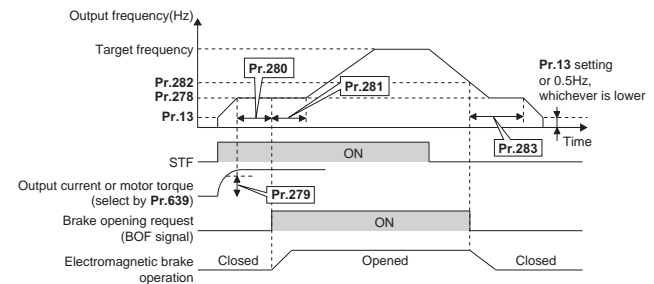 Output frequency(Hz)
Target frequency
Pr.280
Pr.13 setting
or 0.5Hz,
whichever is lower
Pr.282
Pr.281
Pr.278
Pr.13
Time
Pr.283
STF
ON
Output current or motor torque
(select by Pr.639)
Pr.279
Brake opening request
(BOF signal)
ON
Electromagnetic brake
operation
Closed
Opened
Closed